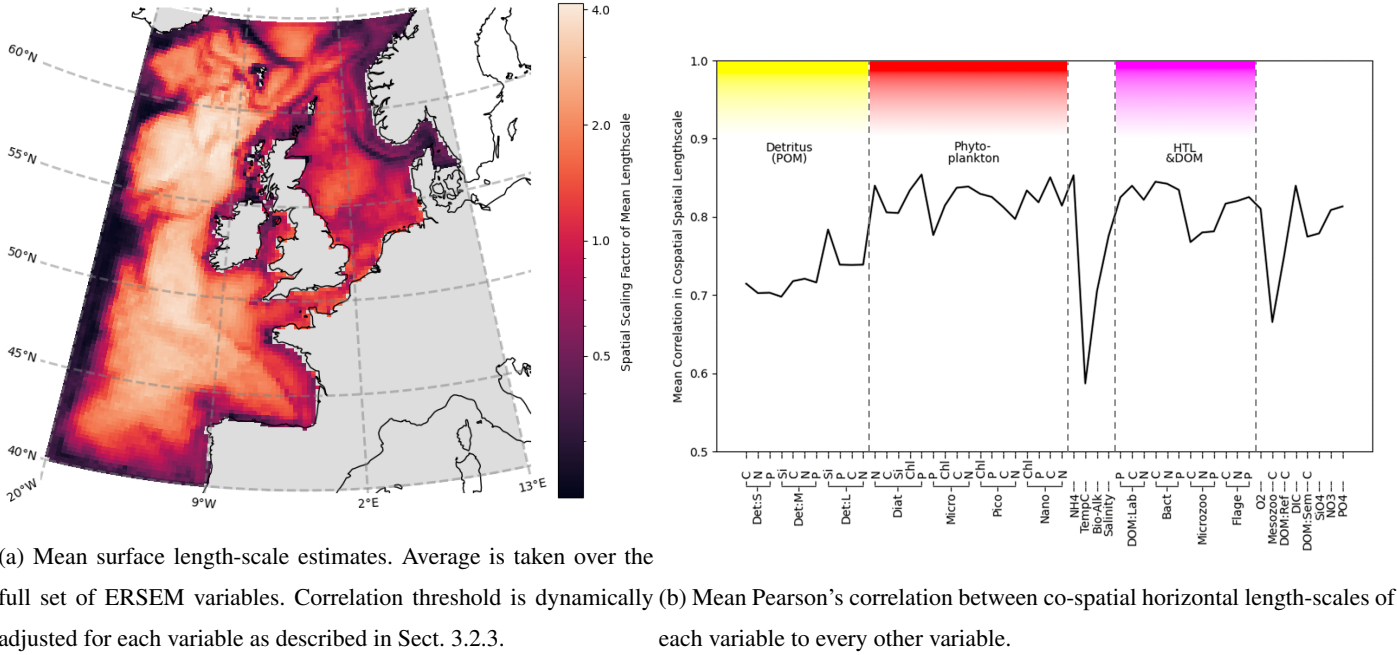 60°N
55°N
50°N
45°N
40°N
20°W
9°W
2°E
13°E
4.0
2.0
1.0
0.5
Spatial Scaling Factor of Mean Lengthscale
1.0
0.9
0.8
0.7
0.6
0.5
Mean Correlation in Cospatial Spatial Lengthscale
Detritus
(POM)
Phyto-
plankton
HTL
&DOM
C
N
P
Det:S
Si
C
N
P
Det:M
Si
P
C
N
Det:L
N
C
Si
Chl
P
Diat
P
Chl
C
N
Micro
Chl
P
C
N
Pico
Chl
P
C
N
Nano
NH4
TempC
Bio-Alk
Salinity
P
C
N
DOM:Lab
C
N
P
Bact
C
N
P
Microzoo
C
N
P
Flage
O2
Mesozoo C
DOM:Ref C
DIC
DOM:Sem C
SiO4
NO3
PO4
(a) Mean surface length-scale estimates. Average is taken over the
full set of ERSEM variables. Correlation threshold is dynamically
adjusted for each variable as described in Sect. 3.2.3.
(b) Mean Pearson's correlation between co-spatial horizontal length-scales of
each variable to every other variable.